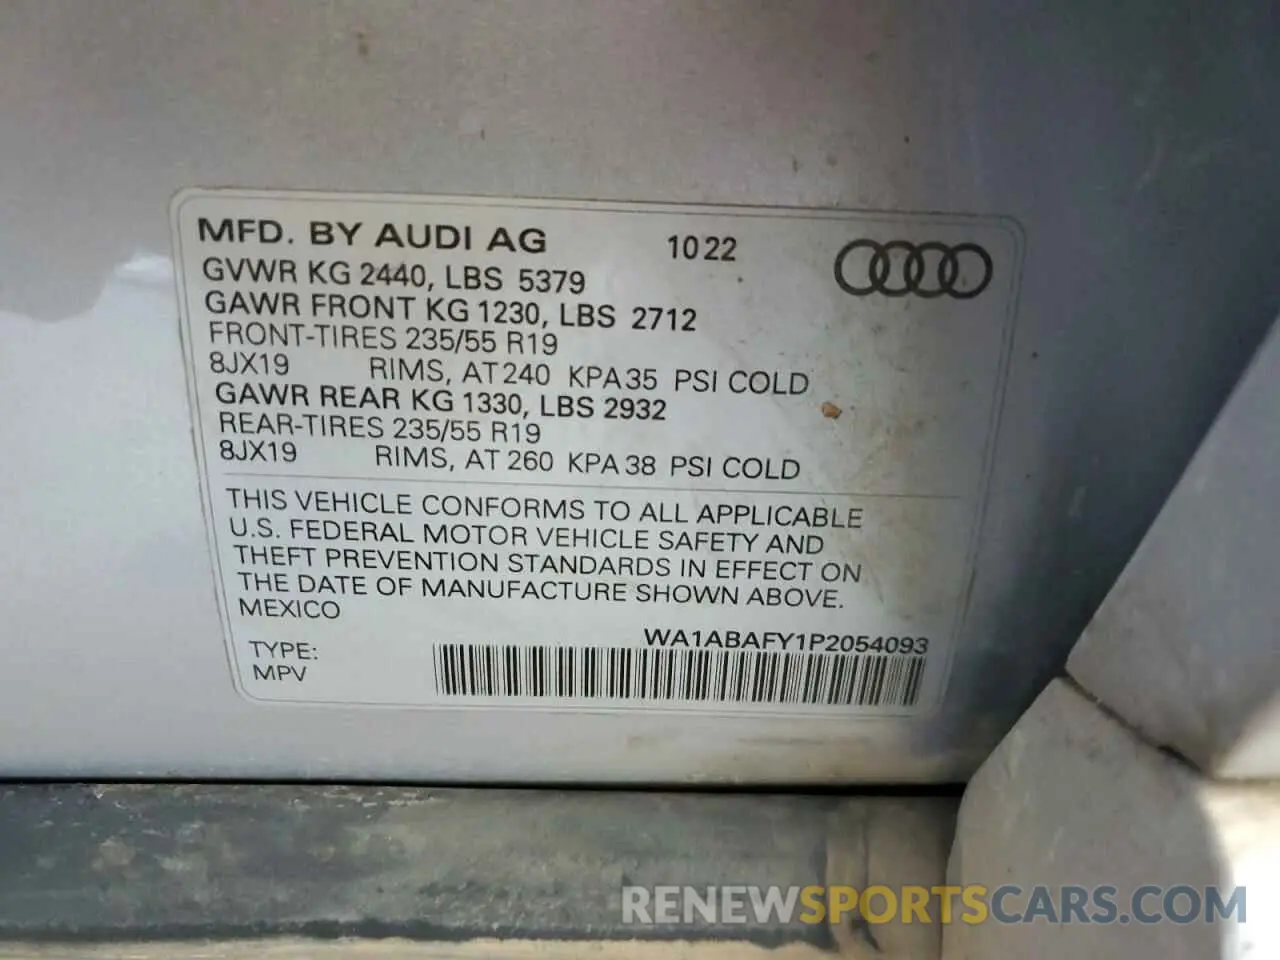 MFD. BY AUDI AG 1022
GVWR KG 2440, LBS 5379
GAWR FRONT KG 1230, LBS 2712
FRONT-TIRES 235/55 R19
8JX19 RIMS, AT 240 KPA 35 PSI COLD
GAWR REAR KG 1330, LBS 2932
REAR-TIRES 235/55 R19
8JX19 RIMS, AT 260 KPA 38 PSI COLD
THIS VEHICLE CONFORMS TO ALL APPLICABLE
U.S. FEDERAL MOTOR VEHICLE SAFETY AND
THEFT PREVENTION STANDARDS IN EFFECT ON
THE DATE OF MANUFACTURE SHOWN ABOVE.
MEXICO
WA1ABAFY1P2054093
TYPE:
MPV
RENEWSPORTSCARS.COM